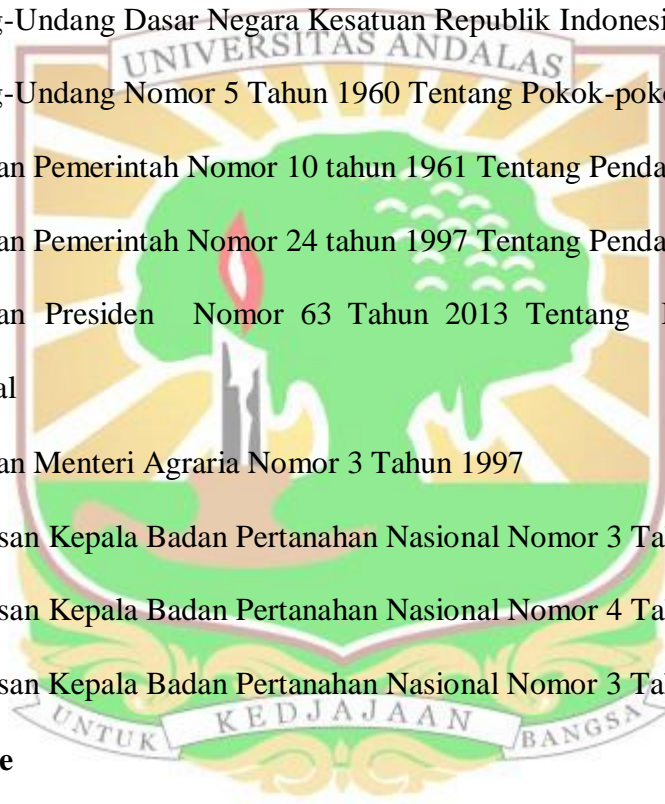 g-Undang Dasar Negara Kesatuan Republik Indonesi
UNIVERSITAS ANDALAS
g-Undang Nomor 5 Tahun 1960 Tentang Pokok-pok
an Pemerintah Nomor 10 tahun 1961 Tentang Penda
an Pemerintah Nomor 24 tahun 1997 Tentang Penda
an Presiden Nomor 63 Tahun 2013 Tentang
al
an Menteri Agraria Nomor 3 Tahun 1997
san Kepala Badan Pertanahan Nasional Nomor 3 Ta
san Kepala Badan Pertanahan Nasional Nomor 4 Ta
san Kepala Badan Pertanahan Nasional Nomor 3 Ta
UNTUK KEDJAJAAN BANGSA
e